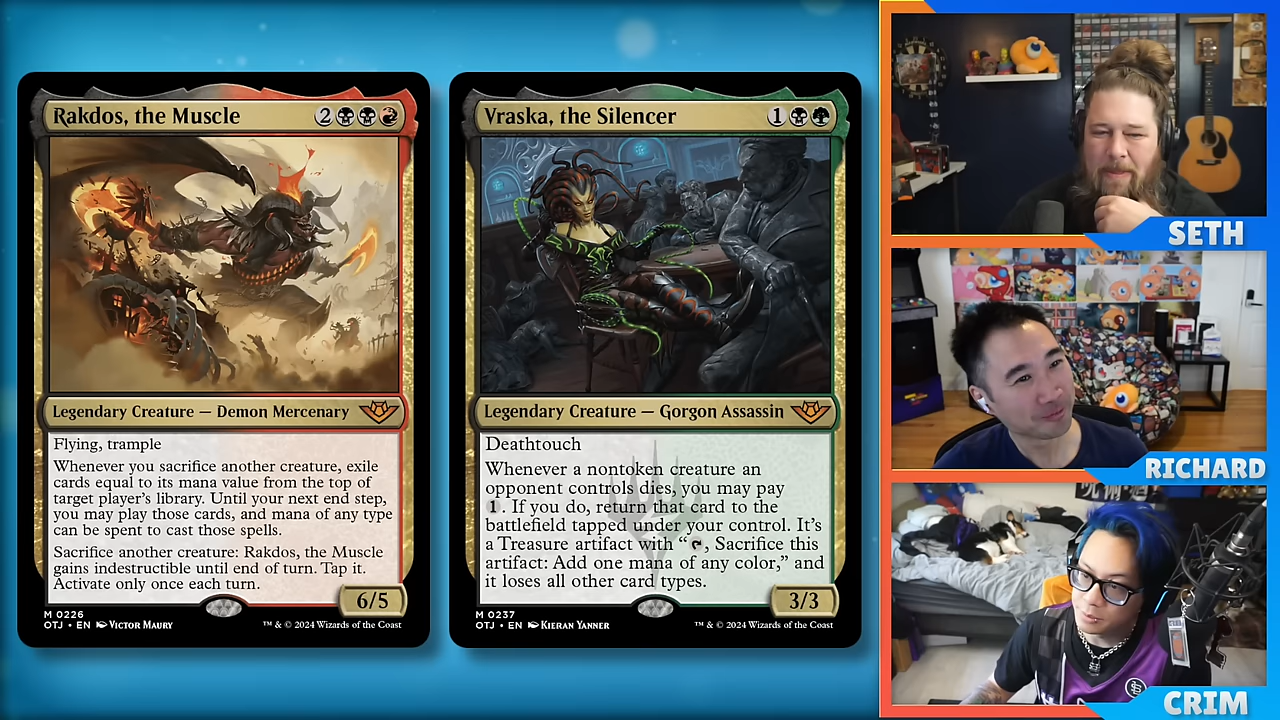 Rakdos, the Muscle
2
Legendary Creature — Demon Mercenary
Flying, trample
Whenever you sacrifice another creature, exile
cards equal to its mana value from the top of
target player's library. Until your next end step,
you may play those cards, and mana of any type
can be spent to cast those spells.
Sacrifice another creature: Rakdos, the Muscle
gains indestructible until end of turn. Tap it.
Activate only once each turn.
6/5
M 0226
OTJ • EN VICTOR MAURY
™ & © 2024 Wizards of the Coast
Vraska, the Silencer
1
Legendary Creature — Gorgon Assassin
Deathtouch
Whenever a nontoken creature an
opponent controls dies, you may pay
1. If you do, return that card to the
battlefield tapped under your control. It's
a Treasure artifact with “, Sacrifice this
artifact: Add one mana of any color,” and
it loses all other card types.
3/3
M 0237
OTJ • EN KIERAN YANNER
™ & © 2024 Wizards of the Coast
SETH
RICHARD
CRIM